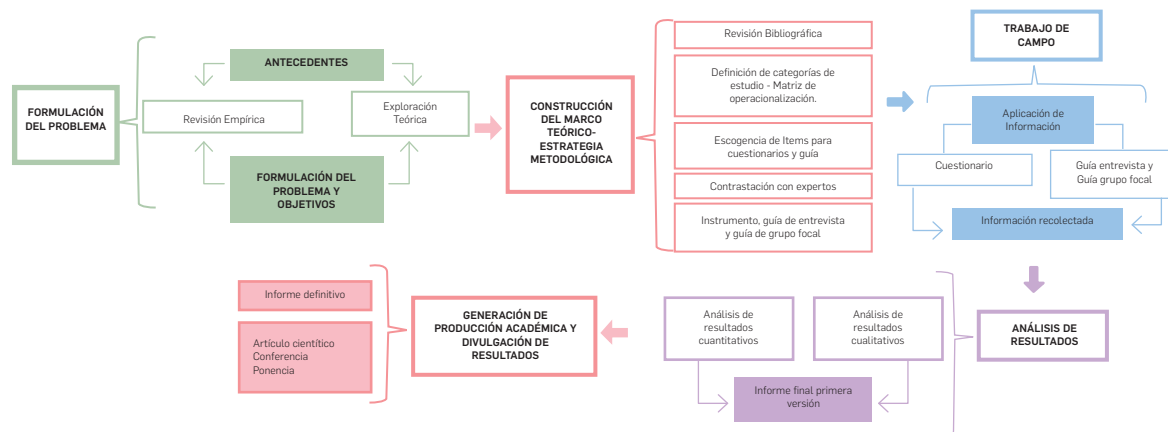 FORMULACIÓN
DEL PROBLEMA
ANTECEDENTES
Revisión Empírica
Exploración
Teórica
FORMULACIÓN DEL
PROBLEMA Y
OBJETIVOS
CONSTRUCCIÓN
DEL MARCO
TEÓRICO-
ESTRATEGIA
METODOLÓGICA
Revisión Bibliográfica
Definición de categorías de
estudio - Matriz de
operacionalización.
Escogencia de Items para
cuestionarios y guía
Contrastación con expertos
Instrumento, guía de entrevista
y guía de grupo focal
TRABAJO DE
CAMPO
Aplicación de
Información
Cuestionario
Guía entrevista y
Guía grupo focal
Información recolectada
ANÁLISIS DE
RESULTADOS
Análisis de
resultados
cuantitativos
Análisis de
resultados
cualitativos
Informe final primera
versión
GENERACIÓN DE
PRODUCCIÓN ACADÉMICA Y
DIVULGACIÓN DE
RESULTADOS
Informe definitivo
Artículo científico
Conferencia
Ponencia